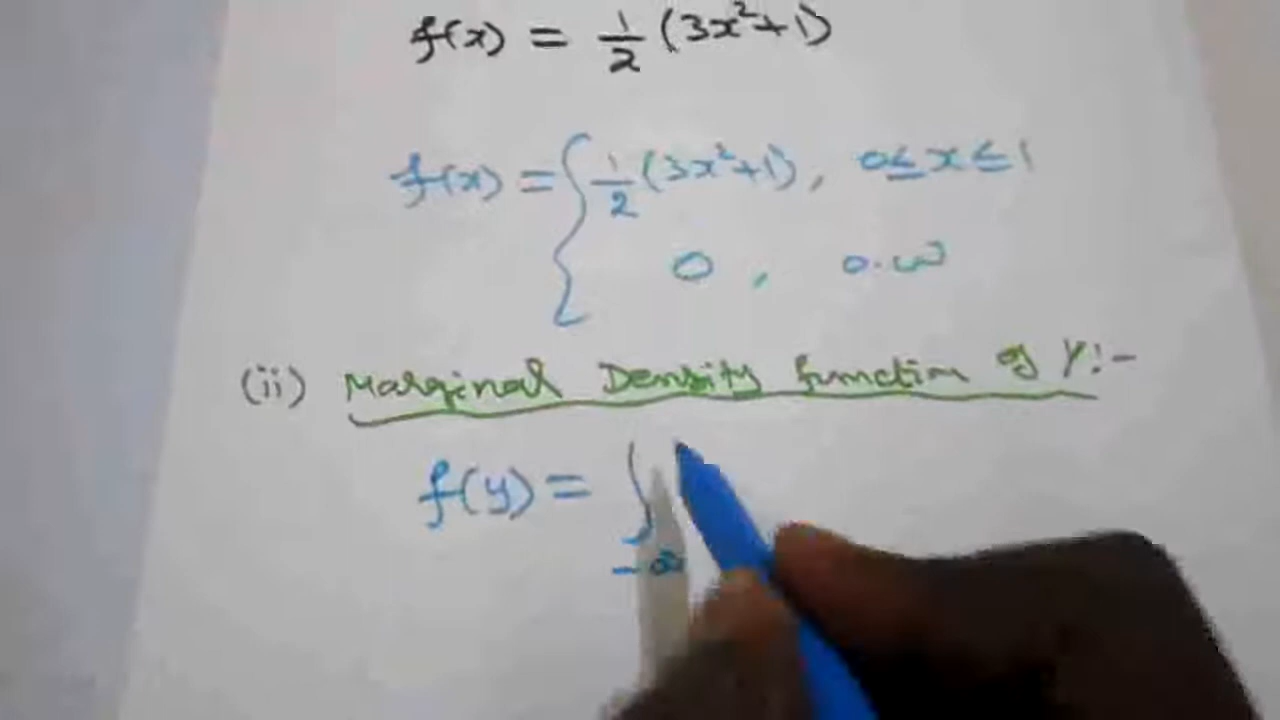 f(x) = 1/2 (3x²+1)
f(x) = { 1/2 (3x²+1), 0≤x≤1
0, o.w
(ii) Marginal Density function of Y:-
f(y) = ∫ -∞